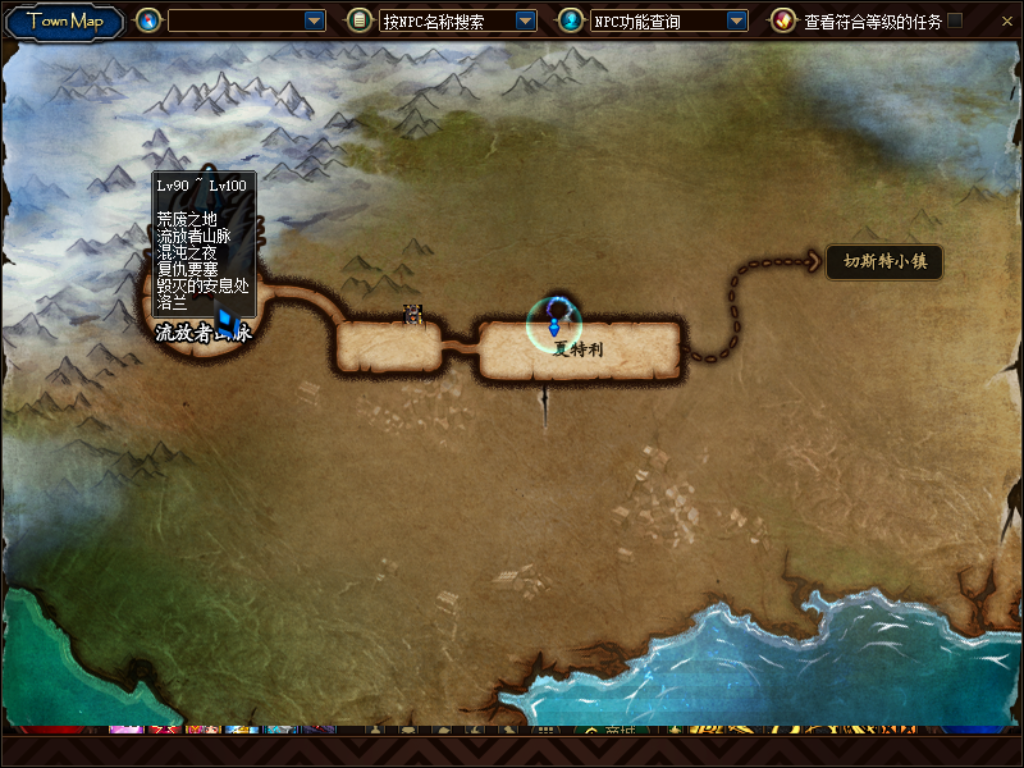 Town Map
按NPC名称搜索
NPC功能查询
查看符合等级的任务
Lv90 ~ Lv100
荒废之地
流放者山脉
混沌之夜
复仇要塞
毁灭的安息处
洛兰
流放者山脉
夏特利
切斯特小镇
商城